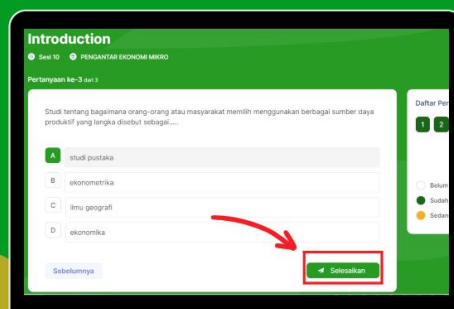 Introduction
Sesi 10 PENGANTAR EKONOMI MIKRO
Pertanyaan ke-3 dari 3
Studi tentang bagaimana orang-orang atau masyarakat memilih menggunakan berbagai sumber daya
produktif yang langka disebut sebagai.....
A studi pustaka
B ekonometrika
C ilmu geografi
D ekonomika
Sebelumnya
Selesaikan
Daftar Per
1 2
Belum
Sudah
Sedan